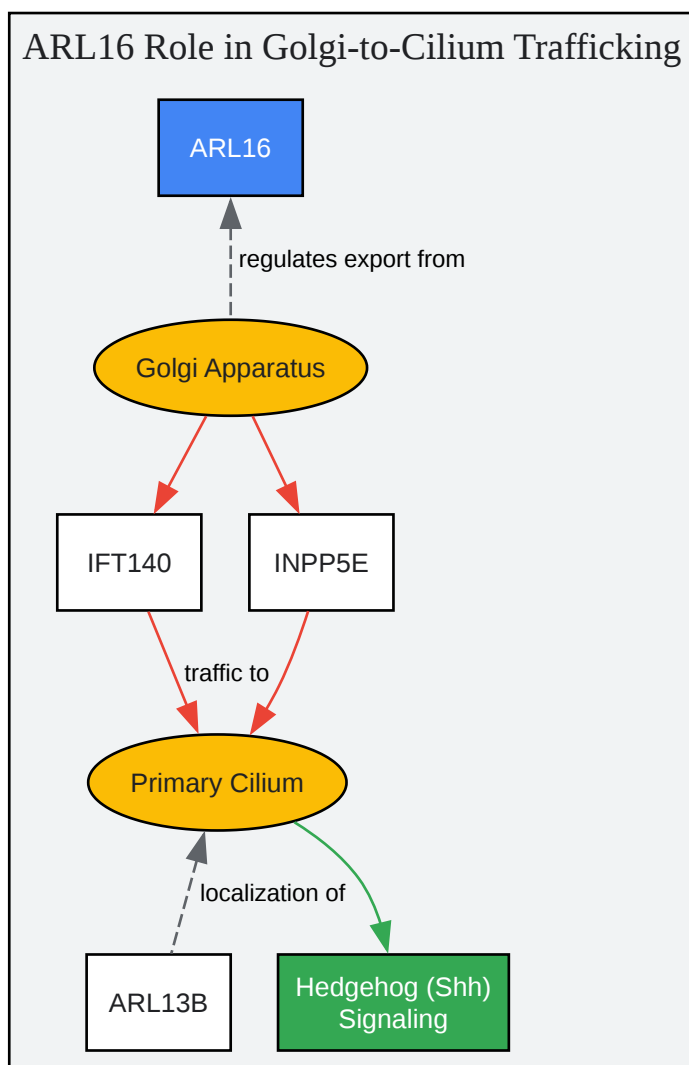 ARL16 Role in Golgi-to-Cilium Trafficking
ARL16
regulates export from
Golgi Apparatus
IFT140
INPP5E
traffic to
Primary Cilium
localization of
ARL13B
Hedgehog (Shh)
Signaling